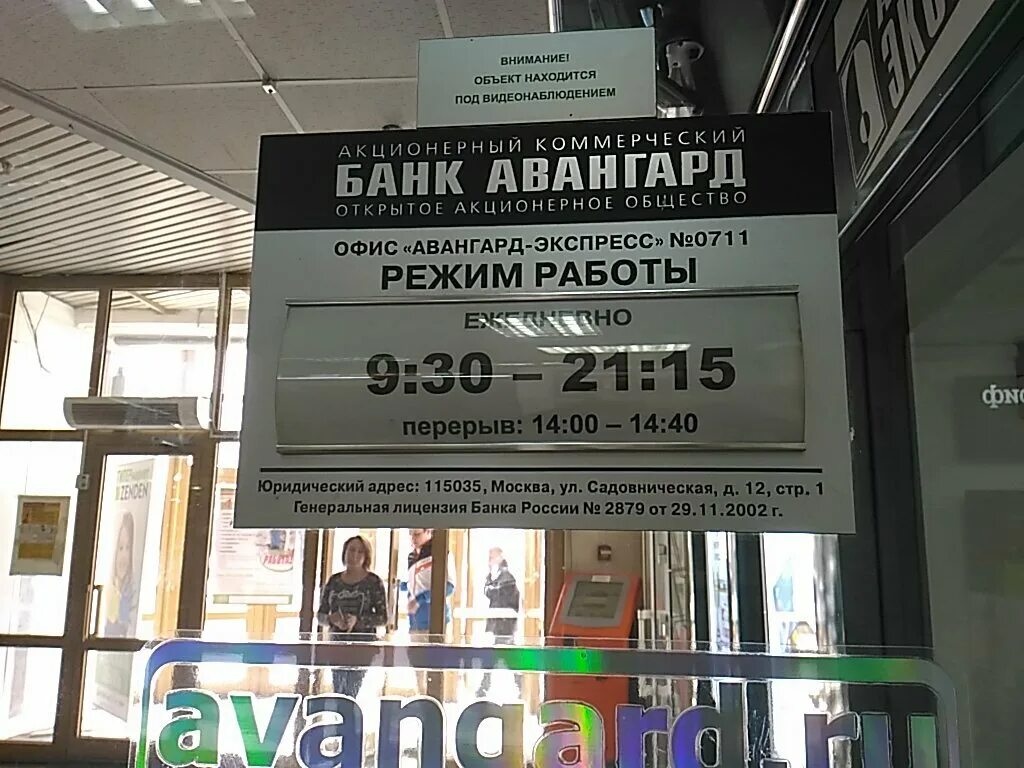 ВНИМАНИЕ!
ОБЪЕКТ НАХОДИТСЯ
ПОД ВИДЕОНАБЛЮДЕНИЕМ
АКЦИОНЕРНЫЙ КОММЕРЧЕСКИЙ
БАНК АВАНГАРД
ОТКРЫТОЕ АКЦИОНЕРНОЕ ОБЩЕСТВО
ОФИС «АВАНГАРД-ЭКСПРЕСС» №0711
РЕЖИМ РАБОТЫ
ЕЖЕДНЕВНО
9:30 – 21:15
перерыв: 14:00 – 14:40
Юридический адрес: 115035, Москва, ул. Садовническая, д. 12, стр. 1
Генеральная лицензия Банка России № 2879 от 29.11.2002 г.
ZENDEN
avangard.ru